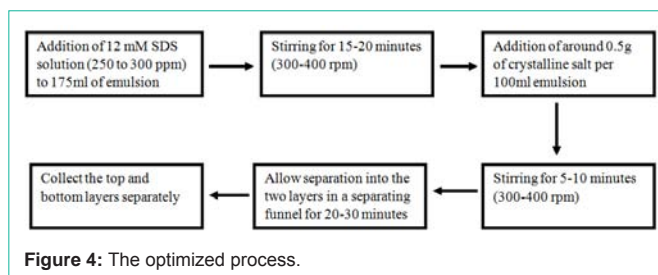 Addition of 12 mM SDS
solution (250 to 300 ppm)
to 175ml of emulsion
Stirring for 15-20 minutes
(300-400 rpm)
Addition of around 0.5g
of crystalline salt per
100ml emulsion
Stirring for 5-10 minutes
(300-400 rpm)
Allow separation into the
two layers in a separating
funnel for 20-30 minutes
Collect the top and
bottom layers separately
Figure 4: The optimized process.